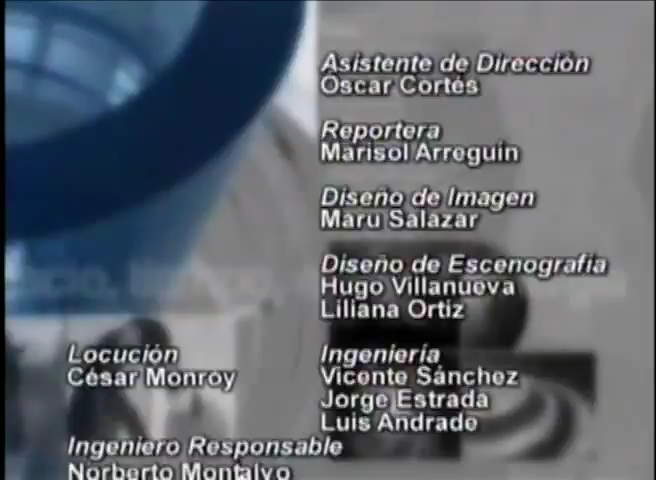 Asistente de Dirección
Oscar Cortés
Reportera
Marisol Arreguín
Diseño de Imagen
Maru Salazar
Diseño de Escenografía
Hugo Villanueva
Liliana Ortiz
Ingeniería
Vicente Sánchez
Jorge Estrada
Luis Andrade
Locución
César Monroy
Ingeniero Responsable
Norberto Montalvo